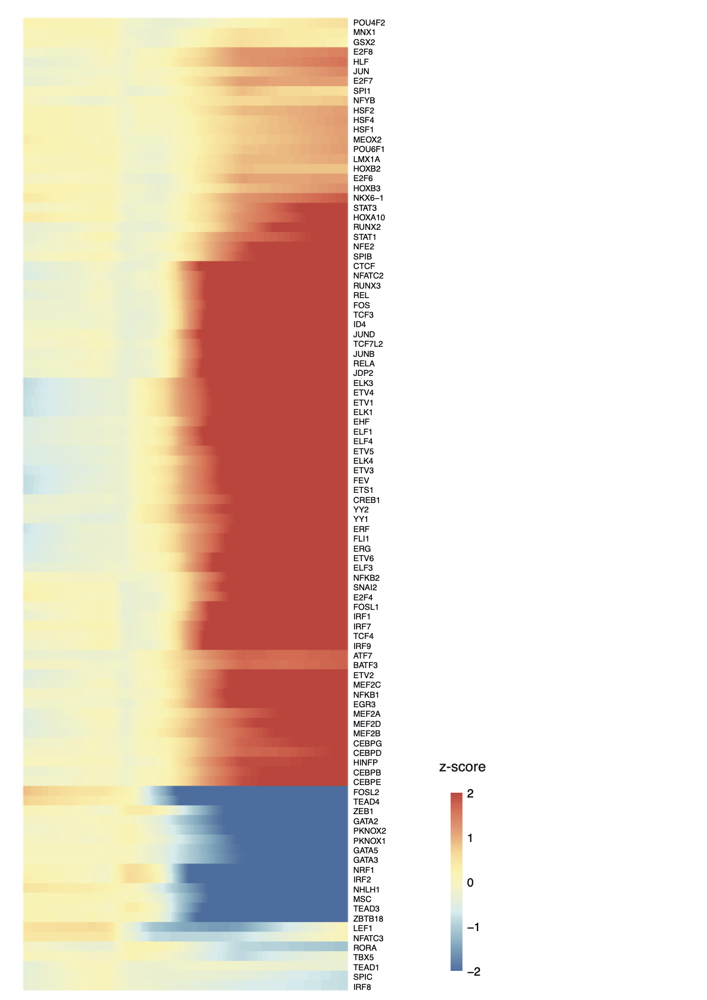 POU4F2
MNX1
GSX2
E2F8
HLF
JUN
E2F7
SPI1
NFYB
HSF2
HSF4
HSF1
MEOX2
POU6F1
LMX1A
HOXB2
E2F6
HOXB3
NKX6−1
STAT3
HOXA10
RUNX2
STAT1
NFE2
SPIB
CTCF
NFATC2
RUNX3
REL
FOS
TCF3
ID4
JUND
TCF7L2
JUNB
RELA
JDP2
ELK3
ETV4
ETV1
ELK1
EHF
ELF1
ELF4
ETV5
ELK4
ETV3
FEV
ETS1
CREB1
YY2
YY1
ERF
FLI1
ERG
ETV6
ELF3
NFKB2
SNAI2
E2F4
FOSL1
IRF1
IRF7
TCF4
IRF9
ATF7
BATF3
ETV2
MEF2C
NFKB1
EGR3
MEF2A
MEF2D
MEF2B
CEBPG
CEBPD
HINFP
CEBPB
CEBPE
FOSL2
TEAD4
ZEB1
GATA2
PKNOX2
PKNOX1
GATA5
GATA3
NRF1
IRF2
NHLH1
MSC
TEAD3
ZBTB18
LEF1
NFATC3
RORA
TBX5
TEAD1
SPIC
IRF8
z-score
2
1
0
−1
−2